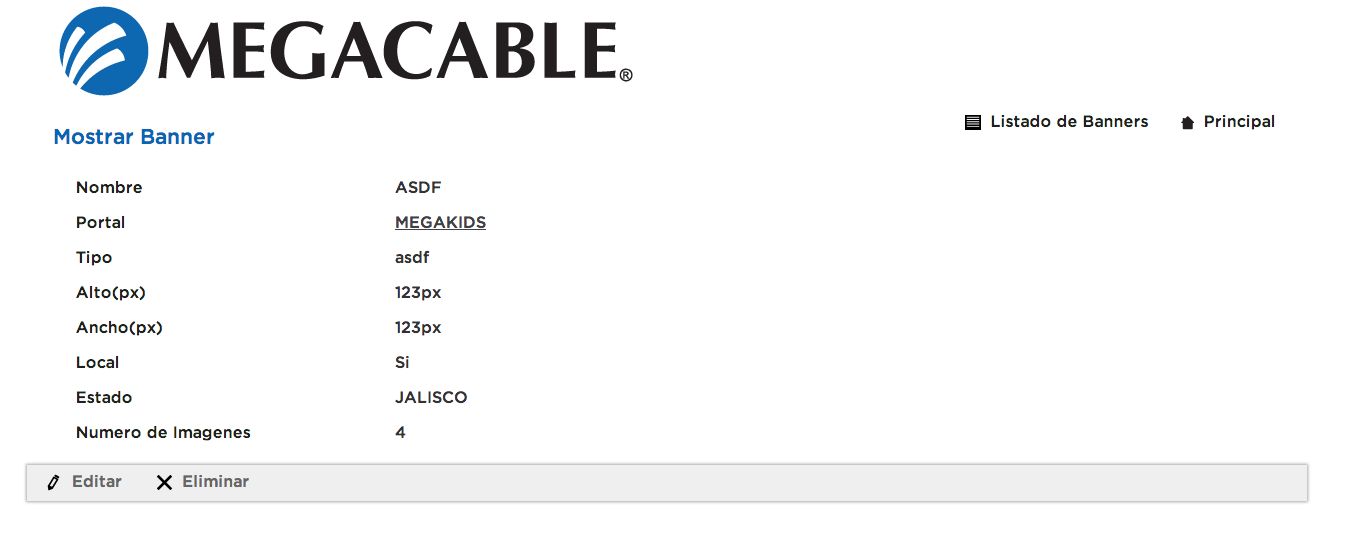 MEGACABLE®
Listado de Banners Principal
Mostrar Banner
Nombre ASDF
Portal MEGAKIDS
Tipo asdf
Alto(px) 123px
Ancho(px) 123px
Local Si
Estado JALISCO
Numero de Imagenes 4
Editar Eliminar